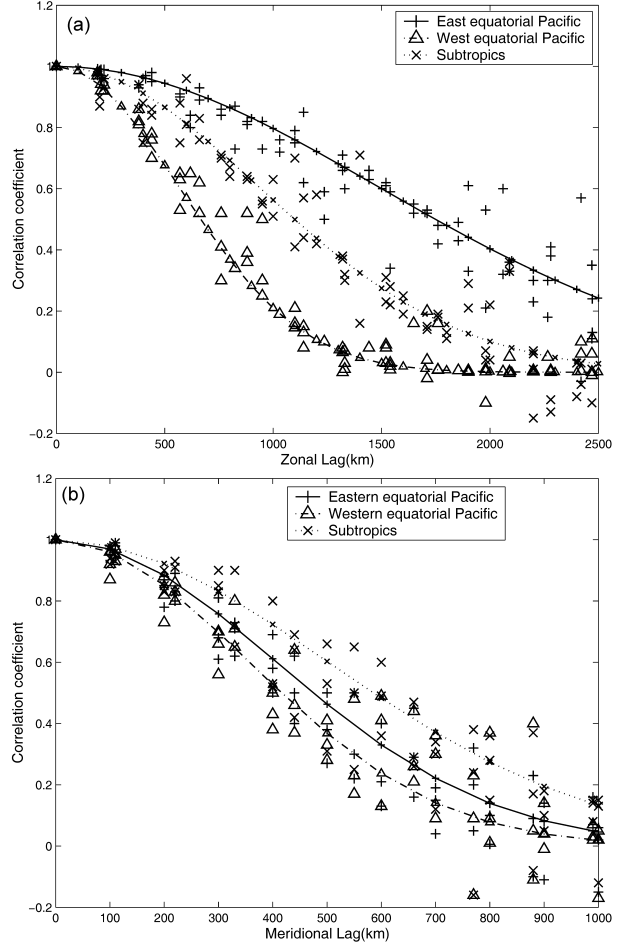 1.2
(a)
East equatorial Pacific
West equatorial Pacific
Subtropics
1
0.8
0.6
0.4
0.2
0
−0.2
Correlation coefficient
0 500 1000 1500 2000 2500
Zonal Lag(km)
1.2
(b)
Eastern equatorial Pacific
Western equatorial Pacific
Subtropics
1
0.8
0.6
0.4
0.2
0
−0.2
Correlation coefficient
0 100 200 300 400 500 600 700 800 900 1000
Meridional Lag(km)